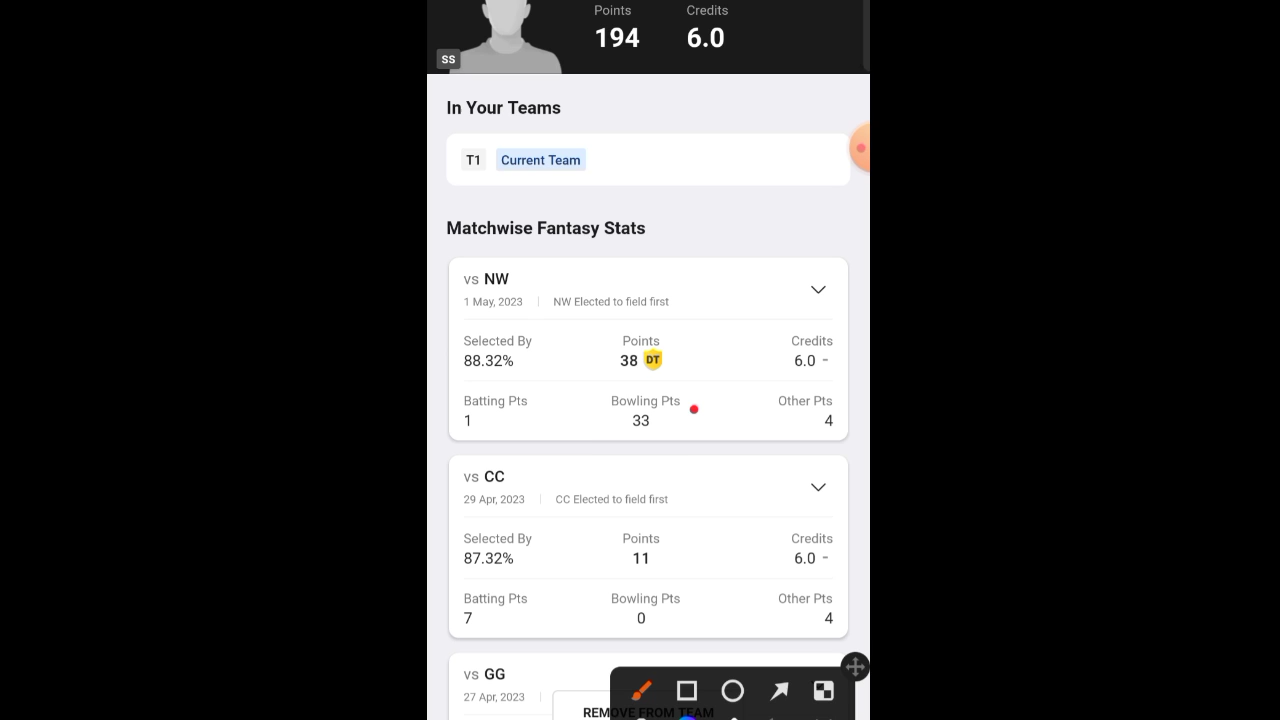 Points Credits
194 6.0
SS
In Your Teams
T1 Current Team
Matchwise Fantasy Stats
vs NW
1 May, 2023 NW Elected to field first
Selected By Points Credits
88.32% 38 DT 6.0 -
Batting Pts Bowling Pts Other Pts
1 33 4
vs CC
29 Apr, 2023 CC Elected to field first
Selected By Points Credits
87.32% 11 6.0 -
Batting Pts Bowling Pts Other Pts
7 0 4
vs GG
27 Apr, 2023
REMOVE FROM TEAM